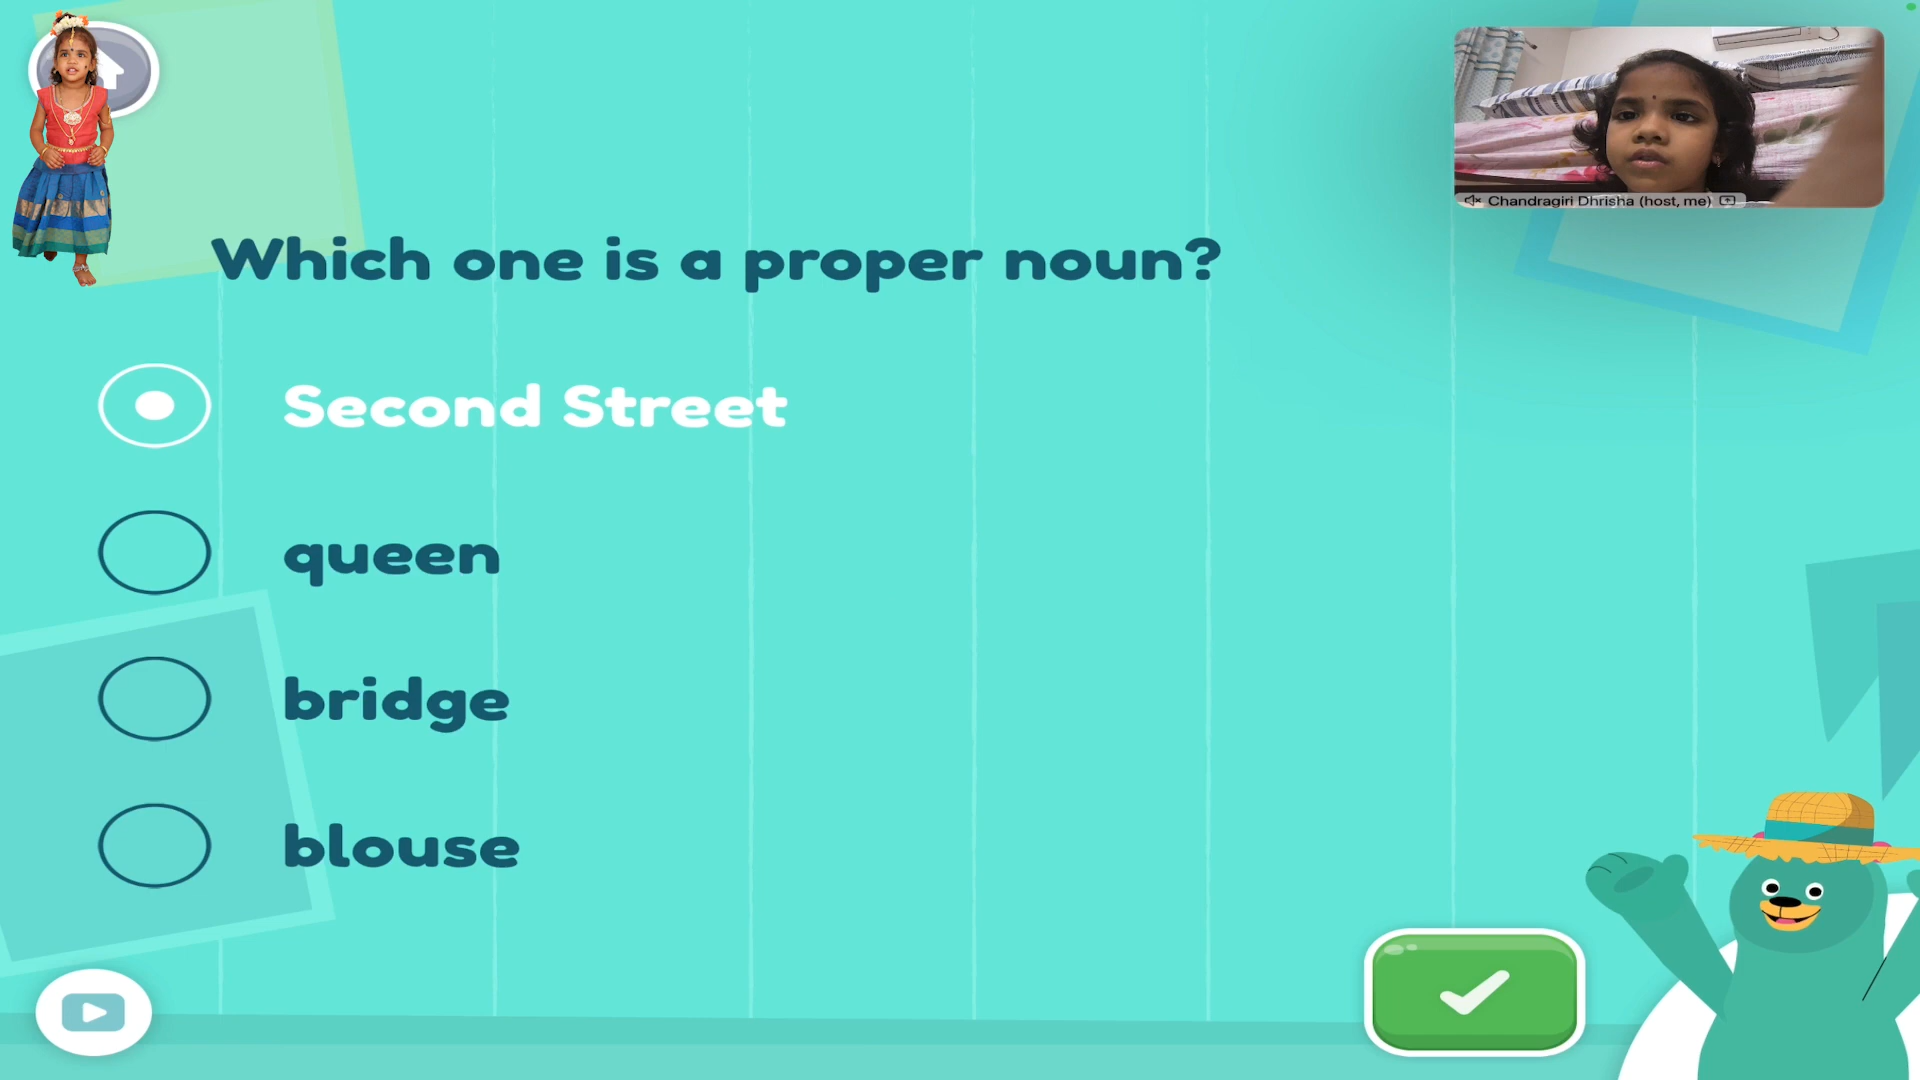 Chandragiri Dhrisha (host, me)
Which one is a proper noun?
Second Street
queen
bridge
blouse